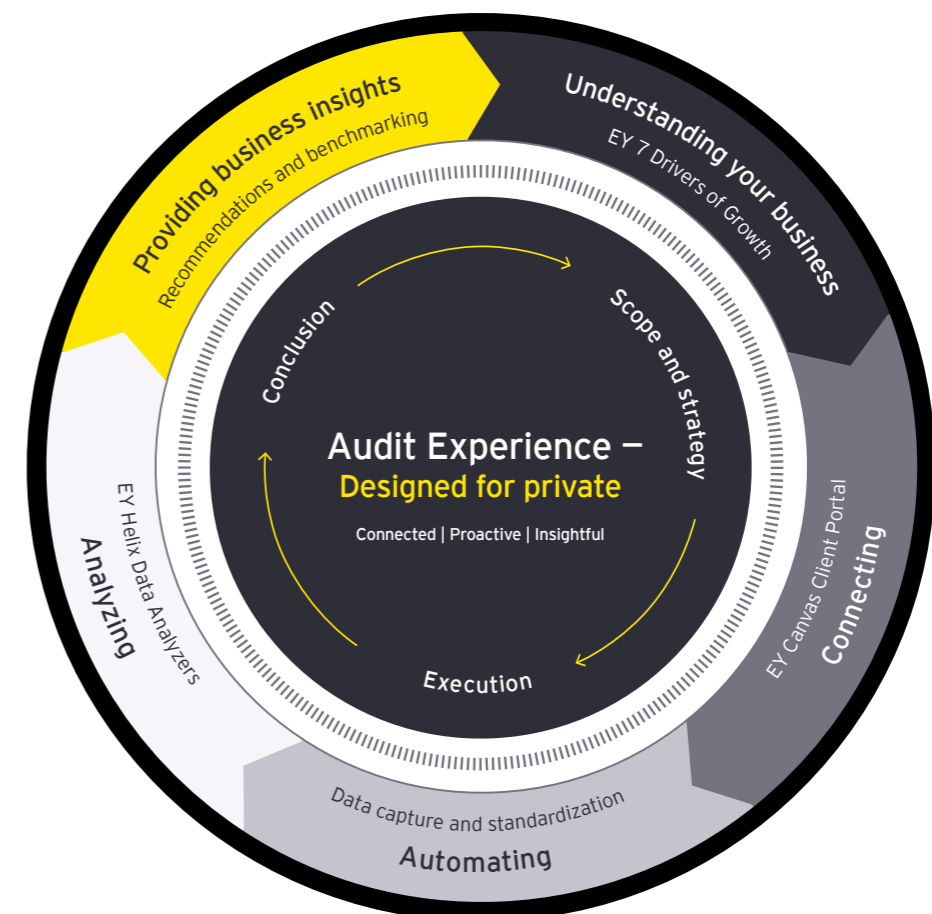 Providing business insights
Recommendations and benchmarking
Understanding your business
EY 7 Drivers of Growth
Connecting
EY Canvas Client Portal
Automating
Data capture and standardization
Analyzing
EY Helix Data Analyzers
Conclusion
Scope and strategy
Execution
Audit Experience —
Designed for private
Connected | Proactive | Insightful